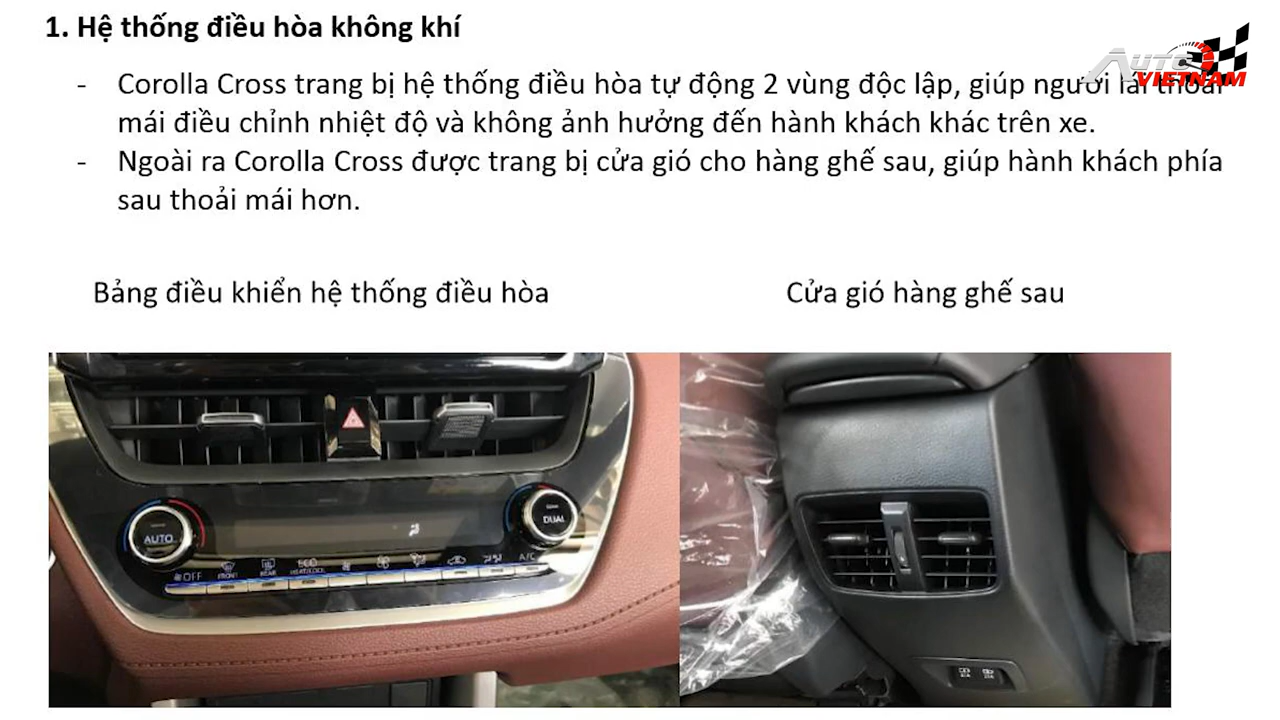 1. Hệ thống điều hòa không khí
AUTO
VIETNAM
- Corolla Cross trang bị hệ thống điều hòa tự động 2 vùng độc lập, giúp người lái thoải
mái điều chỉnh nhiệt độ và không ảnh hưởng đến hành khách khác trên xe.
- Ngoài ra Corolla Cross được trang bị cửa gió cho hàng ghế sau, giúp hành khách phía
sau thoải mái hơn.
Bảng điều khiển hệ thống điều hòa
Cửa gió hàng ghế sau
AUTO
DUAL
OFF
FRONT
REAR
A/C